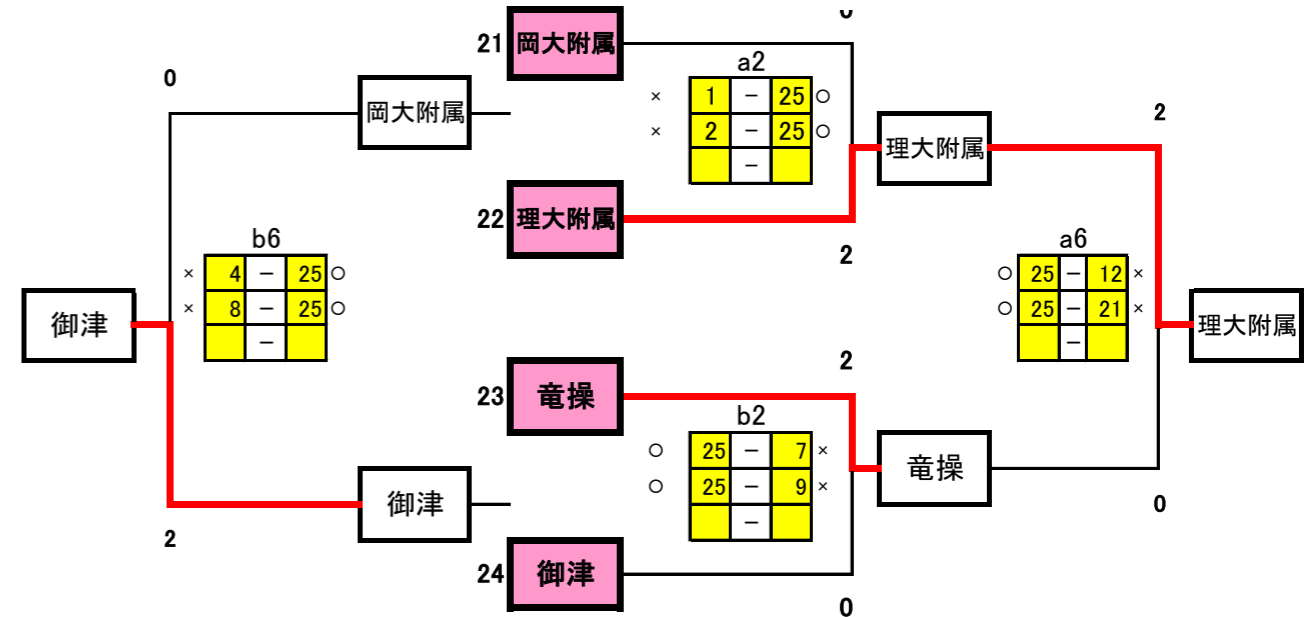 21 岡大附属
a2
0
岡大附属
× 1 － 25 ○
2
× 2 － 25 ○
－
理大附属
22 理大附属
b6
2
a6
× 4 － 25 ○
○ 25 － 12 ×
× 8 － 25 ○
○ 25 － 21 ×
－
－
御津
理大附属
2
23 竜操
b2
○ 25 － 7 ×
竜操
○ 25 － 9 ×
－
御津
0
2
24 御津
0